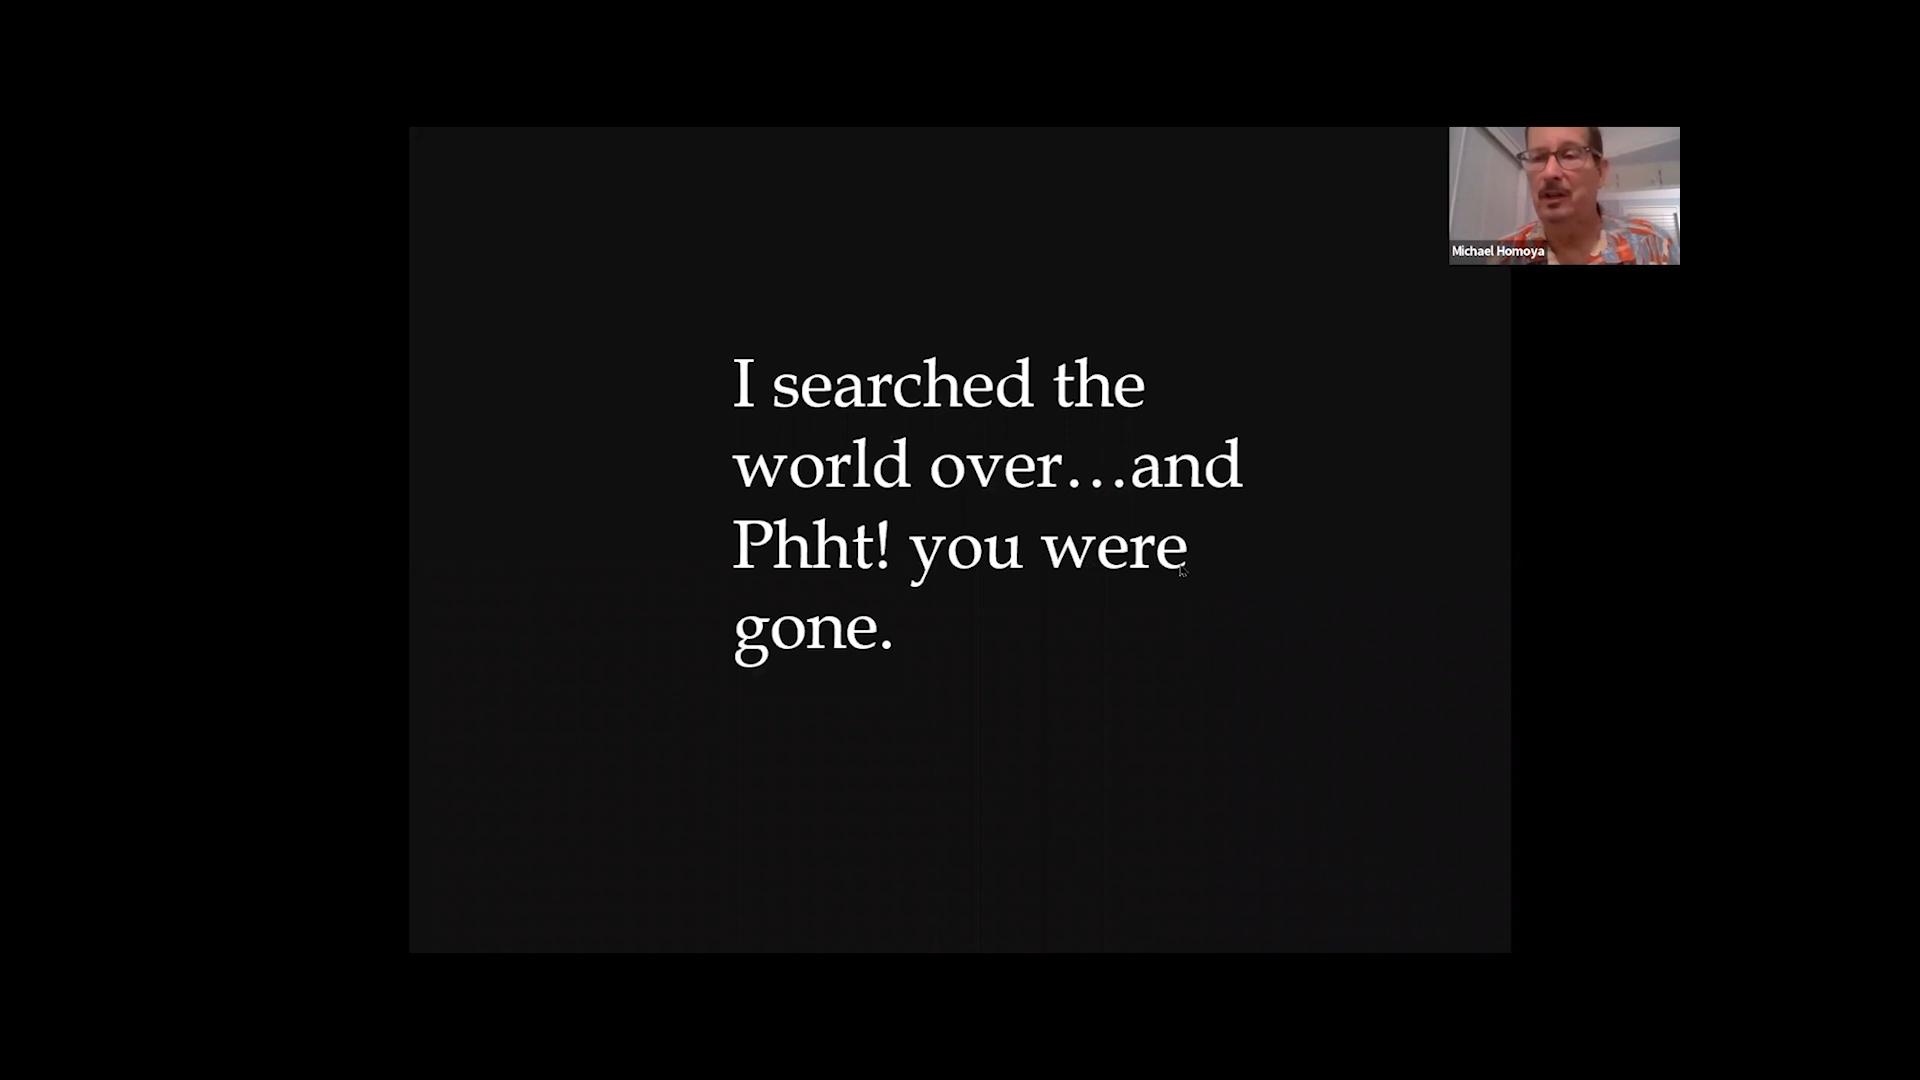 Michael Homoya
I searched the
world over…and
Phht! you were
gone.